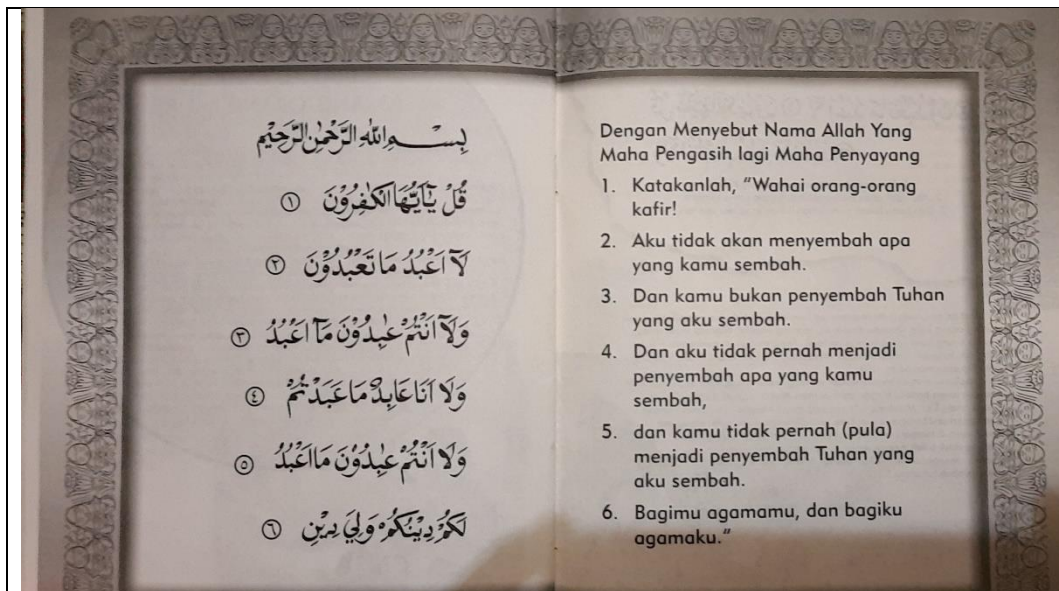 بِسْــمِ اللّٰهِ الرَّحْمٰنِ الرَّحِيْمِ
قُلْ يٰٓاَيُّهَا الْكٰفِرُوْنَ ①
لَآ اَعْبُدُ مَا تَعْبُدُوْنَ ②
وَلَآ اَنْتُمْ عٰبِدُوْنَ مَآ اَعْبُدُ ③
وَلَآ اَنَا۠ عَابِدٌ مَّا عَبَدْتُّمْ ④
وَلَآ اَنْتُمْ عٰبِدُوْنَ مَآ اَعْبُدُ ⑤
لَكُمْ دِيْنُكُمْ وَلِيَ دِيْنِ ⑥
Dengan Menyebut Nama Allah Yang
Maha Pengasih lagi Maha Penyayang
1. Katakanlah, “Wahai orang-orang
kafir!
2. Aku tidak akan menyembah apa
yang kamu sembah.
3. Dan kamu bukan penyembah Tuhan
yang aku sembah.
4. Dan aku tidak pernah menjadi
penyembah apa yang kamu
sembah,
5. dan kamu tidak pernah (pula)
menjadi penyembah Tuhan yang
aku sembah.
6. Bagimu agamamu, dan bagiku
agamaku.”